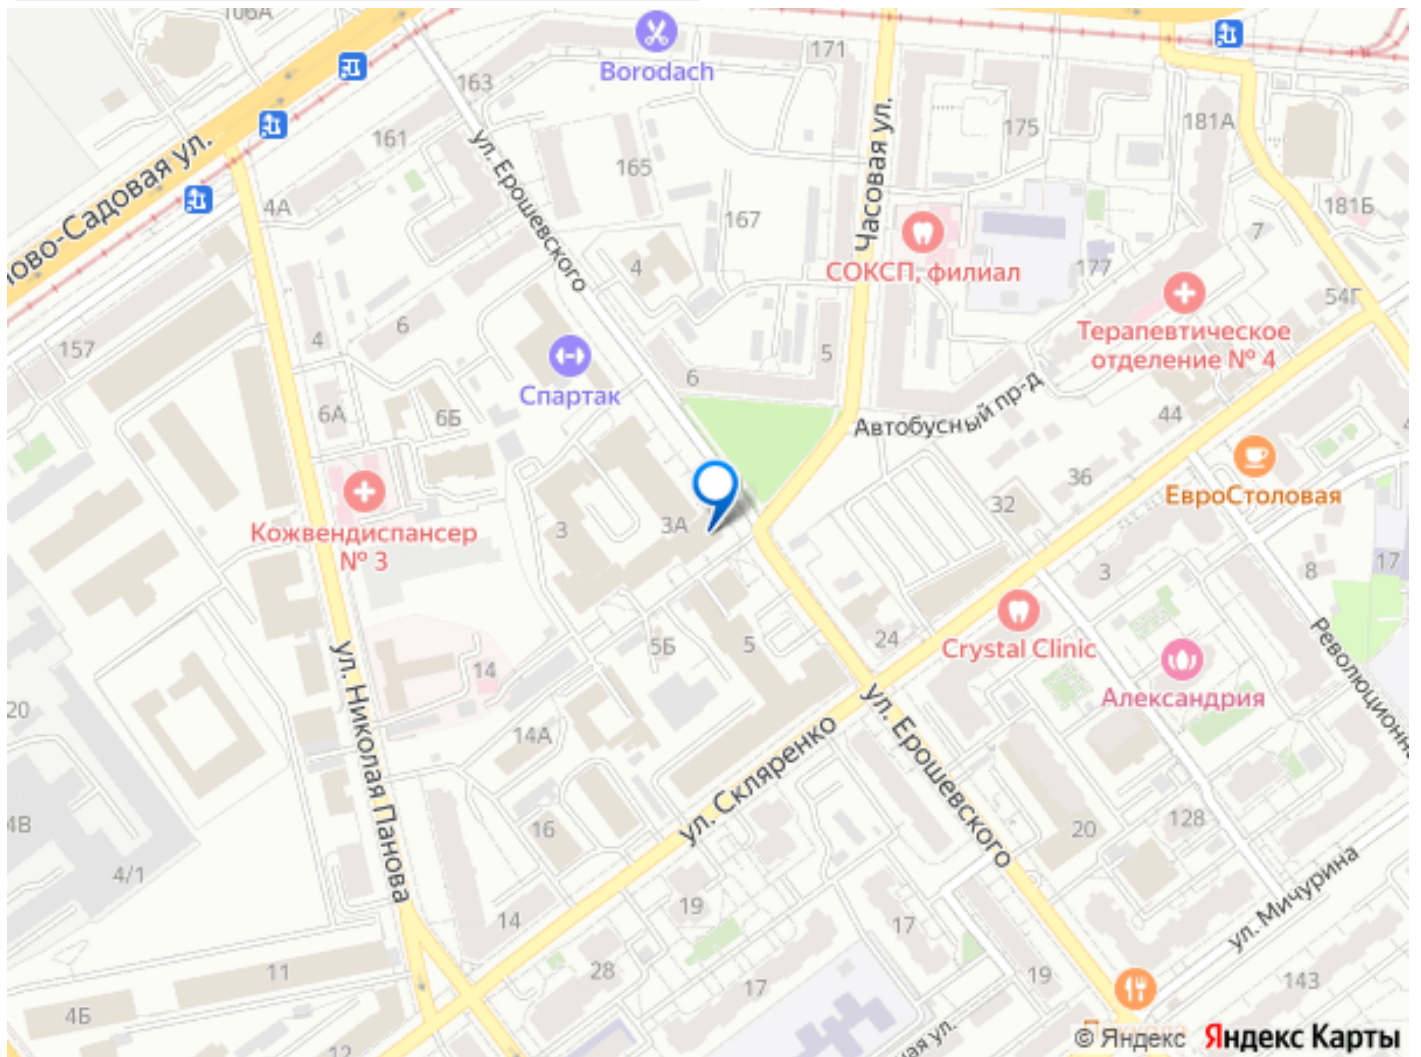 106А
163
Borodach
171
175
181А
161
165
ул. Ерошевского
Часовая ул.
4А
167
181Б
7
ово-Садовая ул.
СОКСП, филиал
177
4
54Г
6
4
157
Терапевтическое
отделение № 4
5
6
Спартак
6А
6Б
Автобусный пр-д
44
36
ЕвроСтоловая
32
Кожвендиспансер
№ 3
3
3А
17
3
8
Crystal Clinic
24
5
5Б
14
Революционна
Александрия
ул. Николая Панова
20
14А
ул. Скляренко
ул. Ерошевского
4В
16
20
128
4/1
ул. Мичурина
14
19
17
11
28
17
19
143
4Б
12
ная ул.
© Яндекс Яндекс Карты